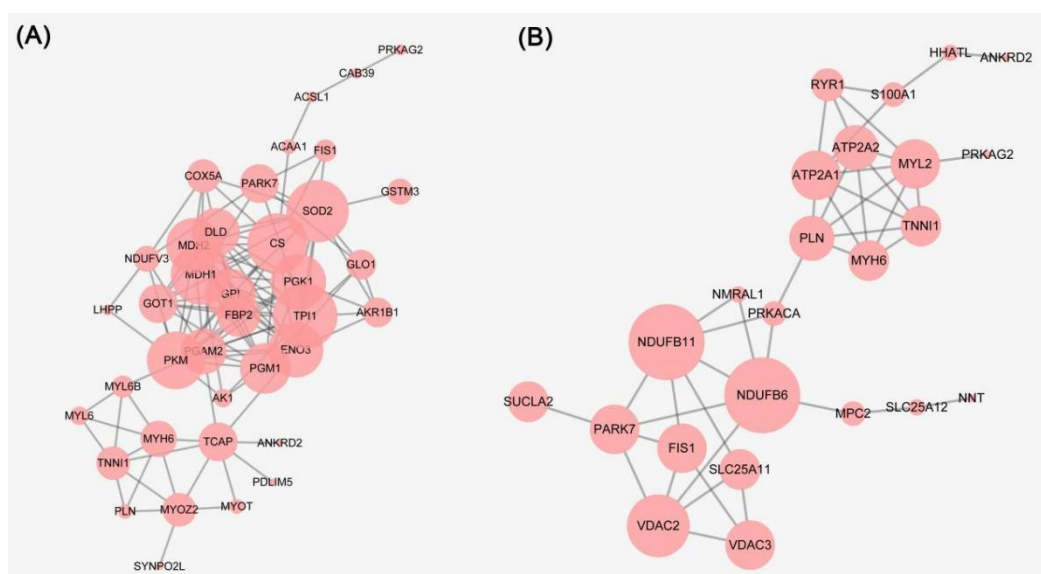 (A)
PRKAG2
CAB39
ACSL1
ACAA1
FIS1
COX5A
PARK7
GSTM3
SOD2
DLD
MDH2
CS
NDUFV3
MDH1
GLO1
PGK1
GPI
GOT1
FBP2
LHPP
TPI1
AKR1B1
PGAM2
ENO3
PKM
PGM1
MYL6B
AK1
MYL6
MYH6
TCAP
ANKRD2
TNNI1
PDLIM5
PLN
MYOZ2
MYOT
SYNPO2L
(B)
HHATL
ANKRD2
RYR1
S100A1
ATP2A2
PRKAG2
MYL2
ATP2A1
TNNI1
PLN
MYH6
NMRAL1
PRKACA
NDUFB11
NDUFB6
NNT
SUCLA2
SLC25A12
MPC2
PARK7
FIS1
SLC25A11
VDAC2
VDAC3